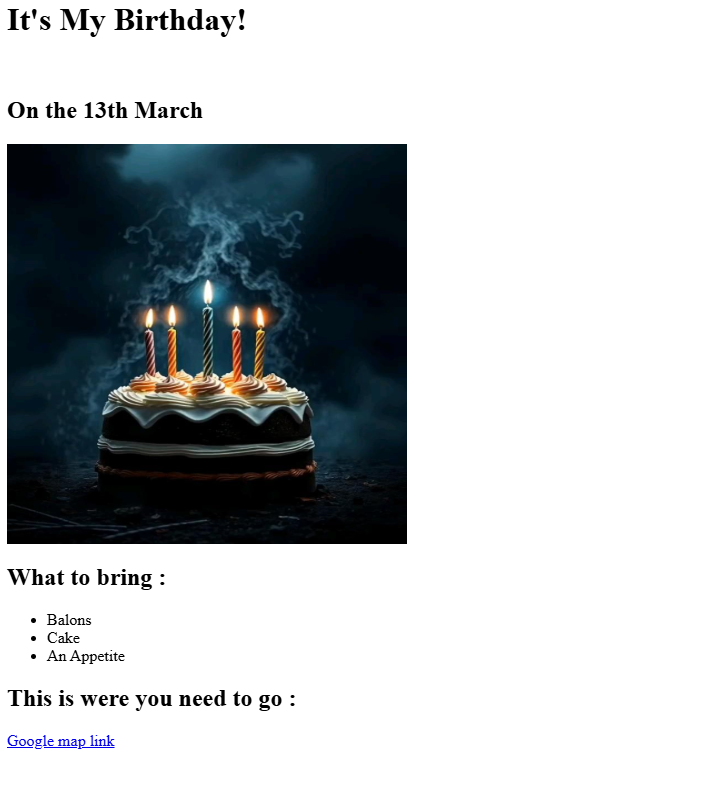 It's My Birthday!
On the 13th March
What to bring :
Balons
Cake
An Appetite
This is were you need to go :
Google map link